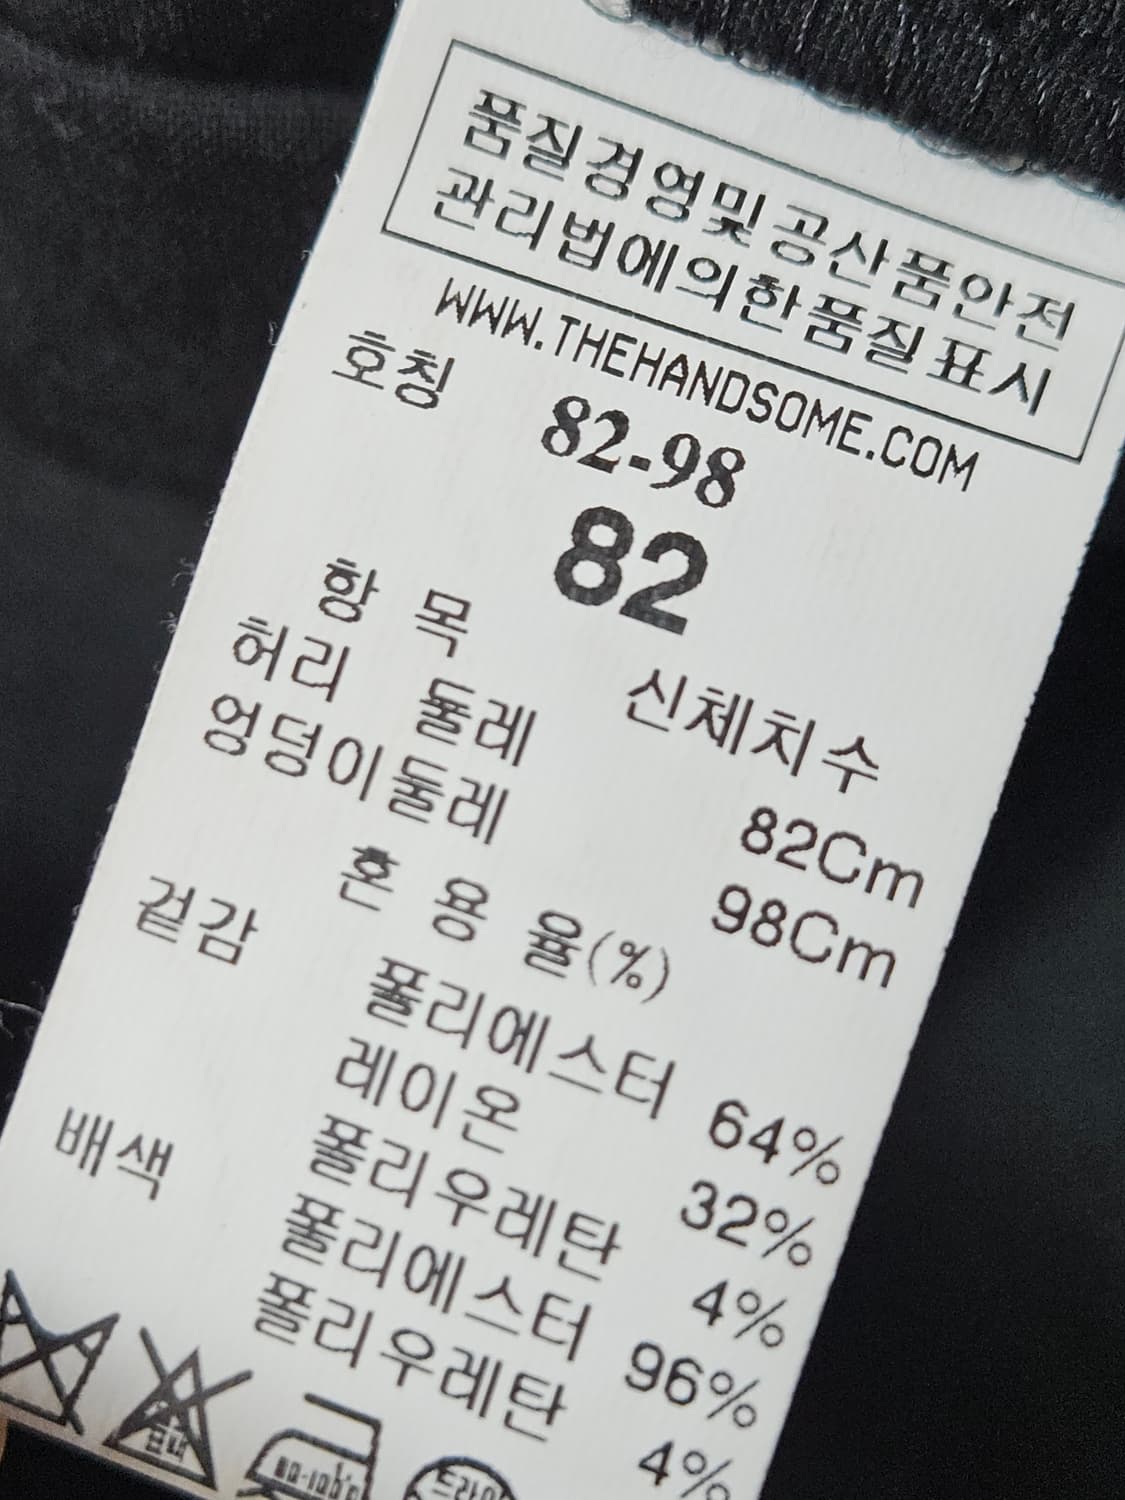 품질경영및공산품안전
관리법에의한품질표시
WWW.THEHANDSOME.COM
호칭 82-98
82
항 목 신체치수
허리 둘레 82Cm
엉덩이둘레 98Cm
혼 용 율(%)
겉감 폴리에스터 64%
레이온 32%
폴리우레탄 4%
배색 폴리에스터 96%
폴리우레탄 4%